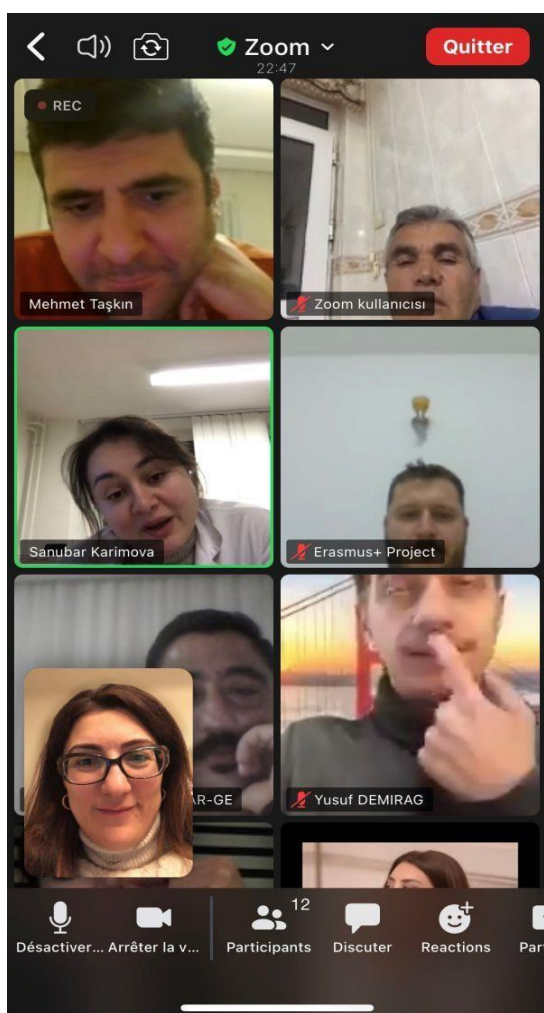 Zoom
Quitter
22:47
REC
Mehmet Taşkın
Zoom kullanıcısı
Sanubar Karimova
Erasmus+ Project
AR-GE
Yusuf DEMIRAG
12
Désactiver... Arrêter la v... Participants Discuter Reactions Par